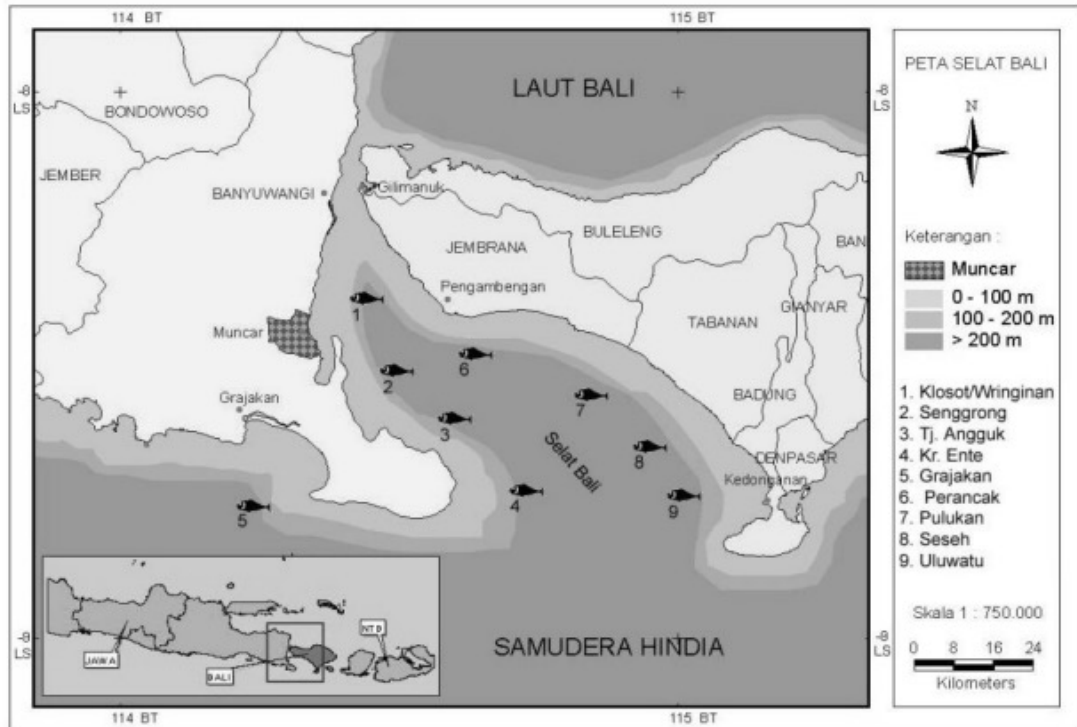 114 BT
115 BT
-8
LS
-8
LS
LAUT BALI
BONDOWOSO
JEMBER
BANYUWANGI
Gilimanuk
BULELENG
BAN
JEMBRANA
Pengambengan
GIANYAR
TABANAN
1
Muncar
6
2
BADUNG
7
Grajakan
3
Selat Bali
8
DENPASAR
Kedonganan
4
9
5
SAMUDERA HINDIA
-9
LS
-9
LS
JAWA
BALI
NTB
114 BT
115 BT
PETA SELAT BALI
N
Keterangan :
Muncar
0 - 100 m
100 - 200 m
> 200 m
1. Klosot/Wringinan
2. Senggrong
3. Tj. Angguk
4. Kr. Ente
5. Grajakan
6. Perancak
7. Pulukan
8. Seseh
9. Uluwatu
Skala 1 : 750.000
0 8 16 24
Kilometers